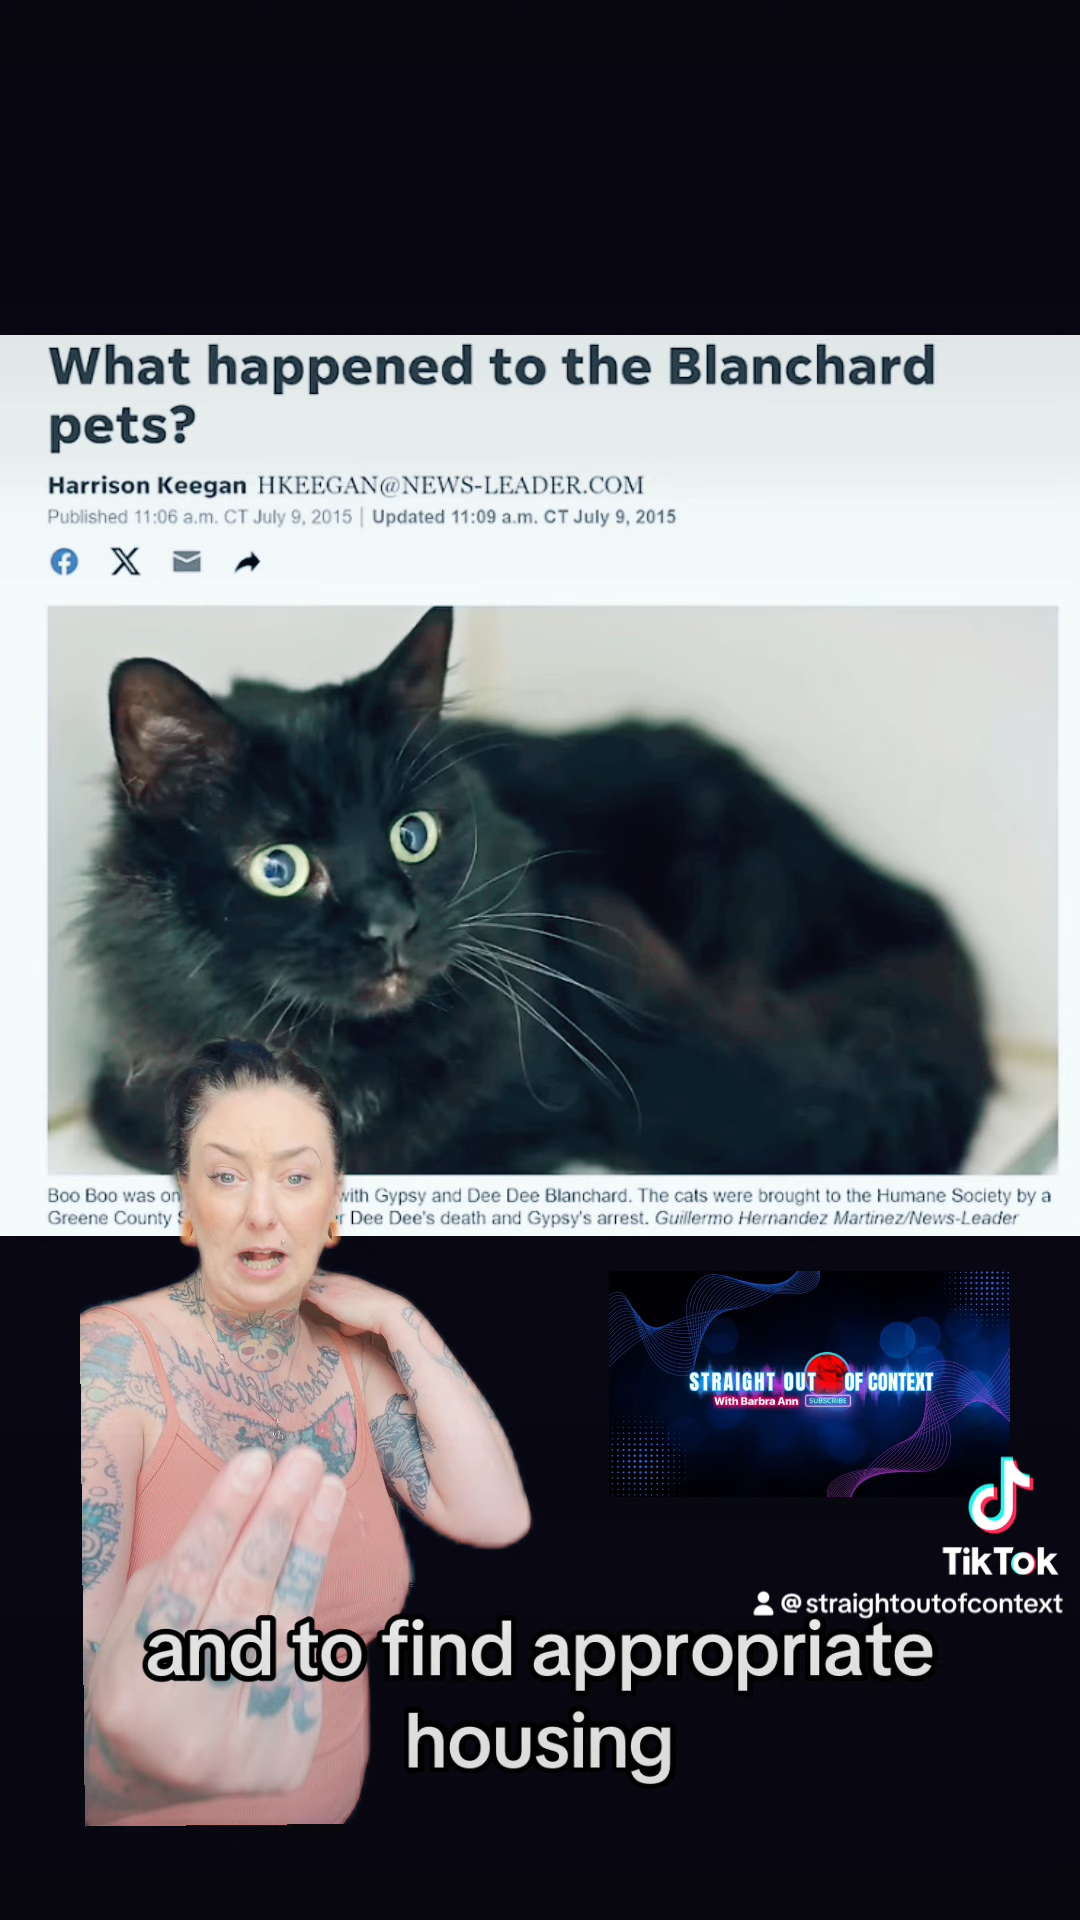 What happened to the Blanchard
pets?
Harrison Keegan HKEEGAN@NEWS-LEADER.COM
Published 11:06 a.m. CT July 9, 2015 | Updated 11:09 a.m. CT July 9, 2015
Boo Boo was on with Gypsy and Dee Dee Blanchard. The cats were brought to the Humane Society by a
Greene County Dee Dee's death and Gypsy's arrest. Guillermo Hernandez Martinez/News-Leader
STRAIGHT OUT OF CONTEXT
With Barbra Ann SUBSCRIBE
TikTok
@straightoutofcontext
and to find appropriate
housing